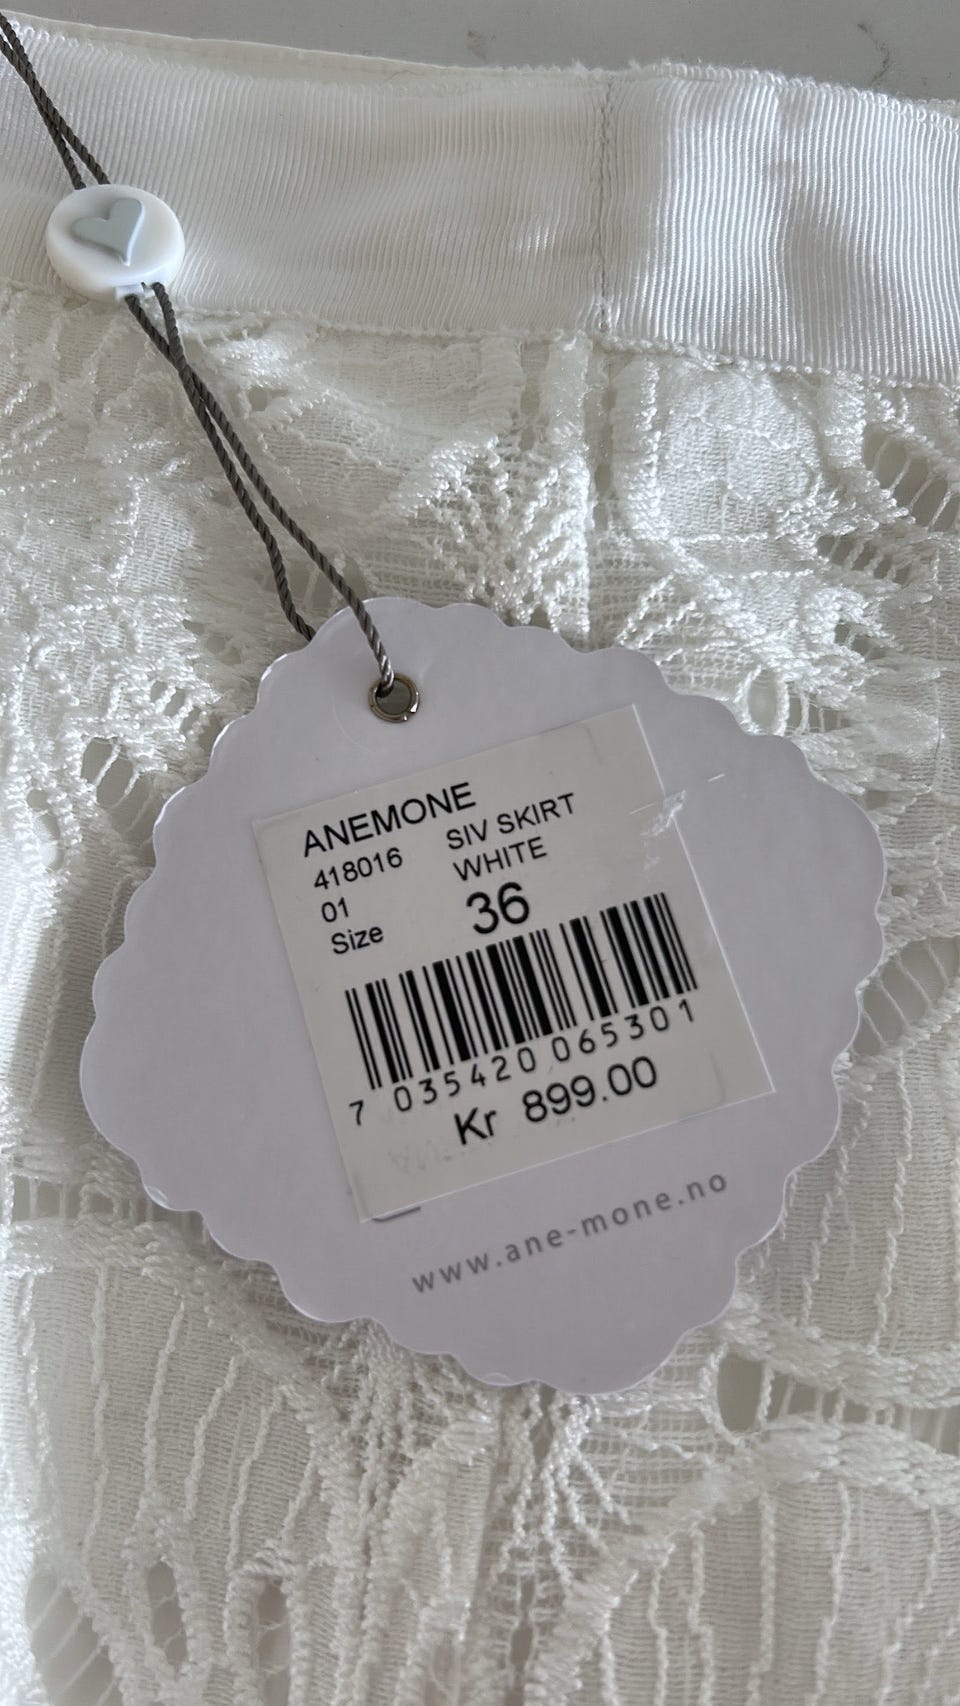 ANEMONE
418016 SIV SKIRT
01 WHITE
Size 36
7 035420 065301
Kr 899.00
www.ane-mone.no